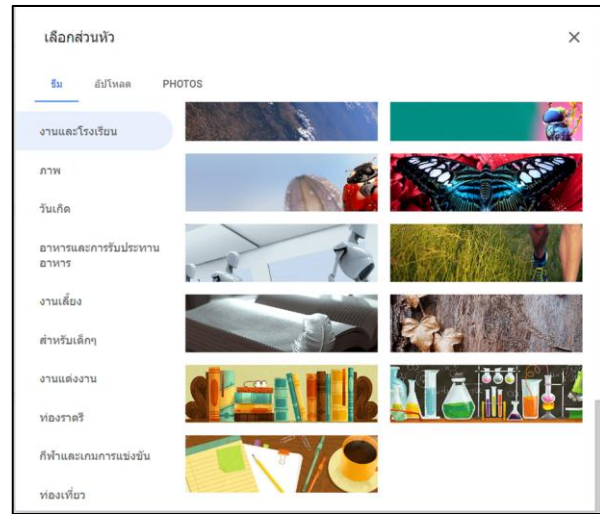 เลือกส่วนหัว
ธีม อัปโหลด PHOTOS
งานและโรงเรียน
ภาพ
วันเกิด
อาหารและการรับประทาน
อาหาร
งานเลี้ยง
สำหรับเด็กๆ
งานแต่งงาน
ท่องราตรี
กีฬาและเกมการแข่งขัน
ท่องเที่ยว